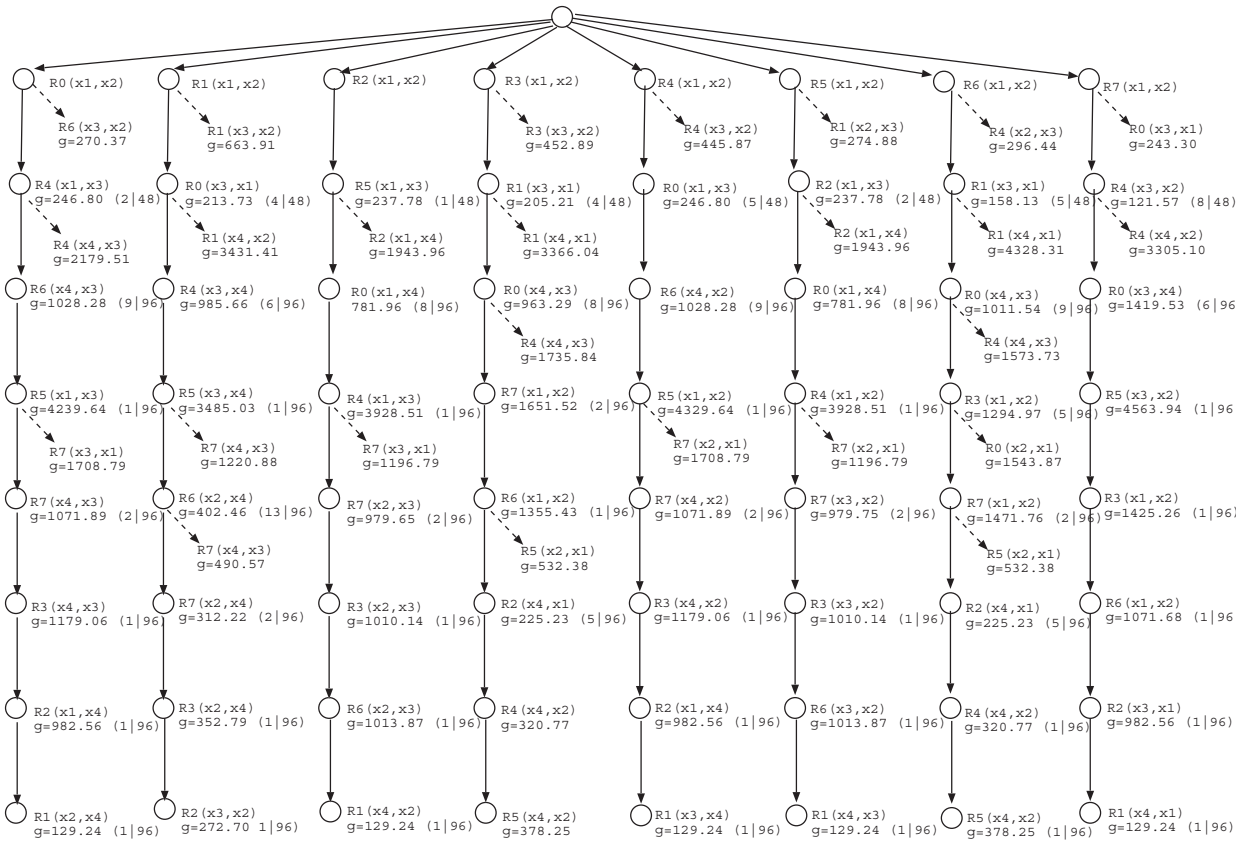 R0(x1,x2)
R1(x1,x2)
R2(x1,x2)
R3(x1,x2)
R4(x1,x2)
R5(x1,x2)
R6(x1,x2)
R7(x1,x2)
R6(x3,x2)
g=270.37
R1(x3,x2)
g=663.91
R3(x3,x2)
g=452.89
R4(x3,x2)
g=445.87
R1(x2,x3)
g=274.88
R4(x2,x3)
g=296.44
R0(x3,x1)
g=243.30
R4(x1,x3)
g=246.80 (2|48)
R0(x3,x1)
g=213.73 (4|48)
R5(x1,x3)
g=237.78 (1|48)
R1(x3,x1)
g=205.21 (4|48)
R0(x1,x3)
g=246.80 (5|48)
R2(x1,x3)
g=237.78 (2|48)
R1(x3,x1)
g=158.13 (5|48)
R4(x3,x2)
g=121.57 (8|48)
R4(x4,x3)
g=2179.51
R1(x4,x2)
g=3431.41
R2(x1,x4)
g=1943.96
R1(x4,x1)
g=3366.04
R2(x1,x4)
g=1943.96
R1(x4,x1)
g=4328.31
R4(x4,x2)
g=3305.10
R6(x4,x3)
g=1028.28 (9|96)
R4(x3,x4)
g=985.66 (6|96)
R0(x1,x4)
781.96 (8|96)
R0(x4,x3)
g=963.29 (8|96)
R6(x4,x2)
g=1028.28 (9|96)
R0(x1,x4)
g=781.96 (8|96)
R0(x4,x3)
g=1011.54 (9|96)
R0(x3,x4)
g=1419.53 (6|96
R4(x4,x3)
g=1735.84
R4(x4,x3)
g=1573.73
R5(x1,x3)
g=4239.64 (1|96)
R5(x3,x4)
g=3485.03 (1|96)
R4(x1,x3)
g=3928.51 (1|96)
R7(x1,x2)
g=1651.52 (2|96)
R5(x1,x2)
g=4329.64 (1|96)
R4(x1,x2)
g=3928.51 (1|96)
R3(x1,x2)
g=1294.97 (5|96)
R5(x3,x2)
g=4563.94 (1|96
R7(x3,x1)
g=1708.79
R7(x4,x3)
g=1220.88
R7(x3,x1)
g=1196.79
R7(x2,x1)
g=1708.79
R7(x2,x1)
g=1196.79
R0(x2,x1)
g=1543.87
R7(x4,x3)
g=1071.89 (2|96)
R6(x2,x4)
g=402.46 (13|96)
R7(x2,x3)
g=979.65 (2|96)
R6(x1,x2)
g=1355.43 (1|96)
R7(x4,x2)
g=1071.89 (2|96)
R7(x3,x2)
g=979.75 (2|96)
R7(x1,x2)
g=1471.76 (2|96)
R3(x1,x2)
g=1425.26 (1|96)
R7(x4,x3)
g=490.57
R5(x2,x1)
g=532.38
R5(x2,x1)
g=532.38
R3(x4,x3)
g=1179.06 (1|96)
R7(x2,x4)
g=312.22 (2|96)
R3(x2,x3)
g=1010.14 (1|96)
R2(x4,x1)
g=225.23 (5|96)
R3(x4,x2)
g=1179.06 (1|96)
R3(x3,x2)
g=1010.14 (1|96)
R2(x4,x1)
g=225.23 (5|96)
R6(x1,x2)
g=1071.68 (1|96
R2(x1,x4)
g=982.56 (1|96)
R3(x2,x4)
g=352.79 (1|96)
R6(x2,x3)
g=1013.87 (1|96)
R4(x4,x2)
g=320.77
R2(x1,x4)
g=982.56 (1|96)
R6(x3,x2)
g=1013.87 (1|96)
R4(x4,x2)
g=320.77 (1|96)
R2(x3,x1)
g=982.56 (1|96)
R1(x2,x4)
g=129.24 (1|96)
R2(x3,x2)
g=272.70 1|96)
R1(x4,x2)
g=129.24 (1|96)
R5(x4,x2)
g=378.25
R1(x3,x4)
g=129.24 (1|96)
R1(x4,x3)
g=129.24 (1|96)
R5(x4,x2)
g=378.25 (1|96)
R1(x4,x1)
g=129.24 (1|96)